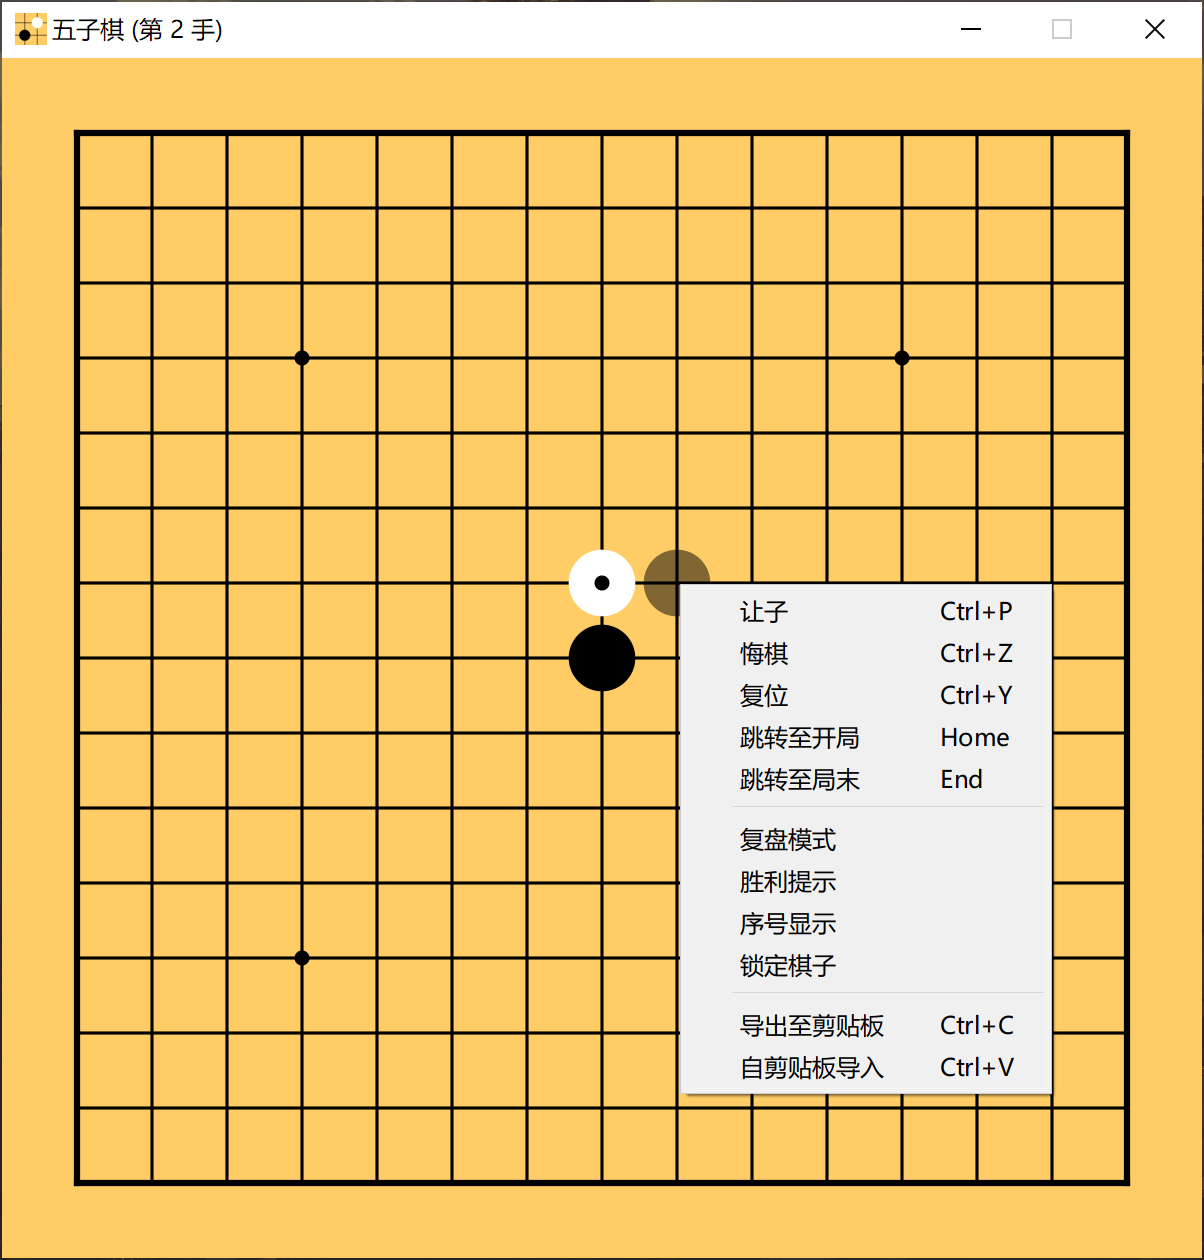 五子棋 (第 2 手)
让子 Ctrl+P
悔棋 Ctrl+Z
复位 Ctrl+Y
跳转至开局 Home
跳转至局末 End
复盘模式
胜利提示
序号显示
锁定棋子
导出至剪贴板 Ctrl+C
自剪贴板导入 Ctrl+V